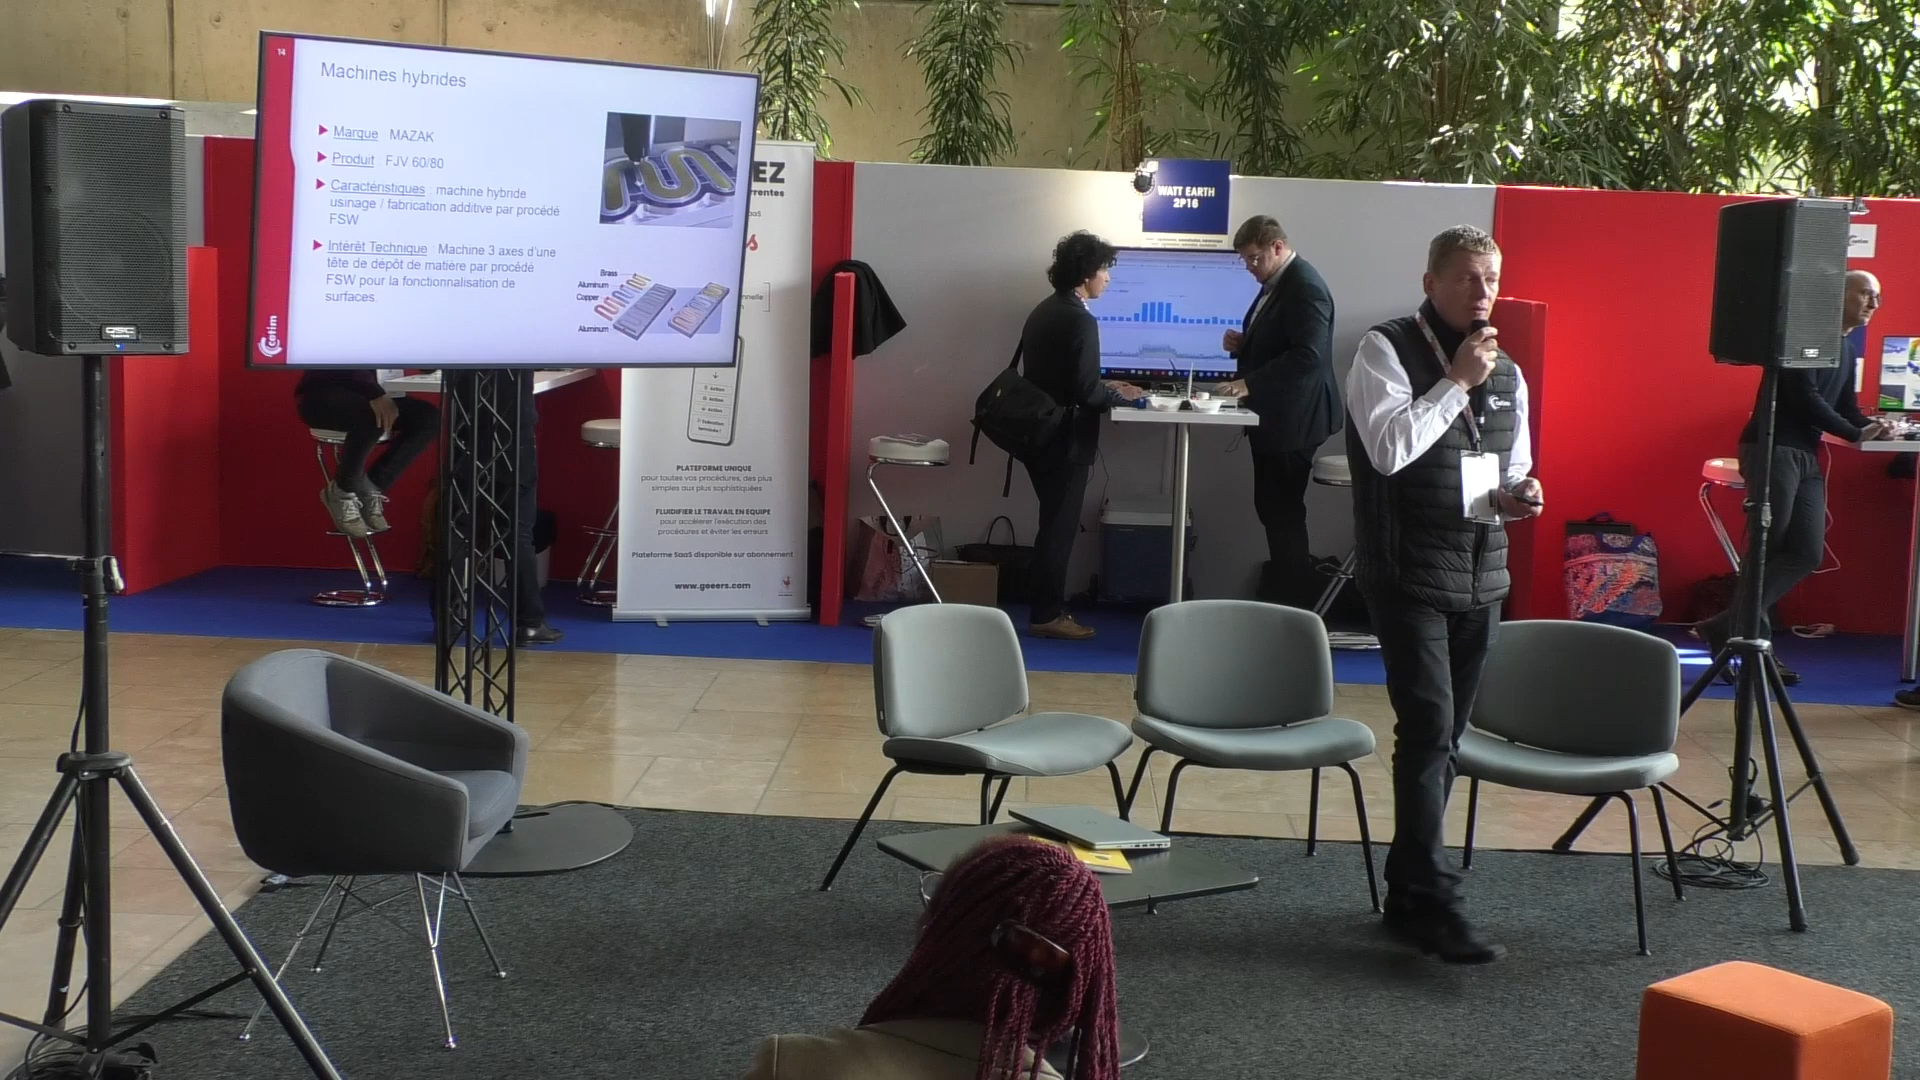 14
Machines hybrides
Marque : MAZAK
Produit : FJV 60/80
Caractéristiques : machine hybride
usinage / fabrication additive par procédé
FSW
Intérêt Technique : Machine 3 axes d'une
tête de dépôt de matière par procédé
FSW pour la fonctionnalisation de
surfaces.
Brass
Aluminum
Copper
Aluminum
cetim
QSC
EZ
PLATEFORME UNIQUE
pour toutes vos procédures, des plus
simples aux plus sophistiquées
FLUIDIFIER LE TRAVAIL EN EQUIPE
pour accélerer l'exécution des
procédures et éviter les erreurs
Plateforme SaaS disponible sur abonnement
www.geeers.com
WATT EARTH
2P16
cetim